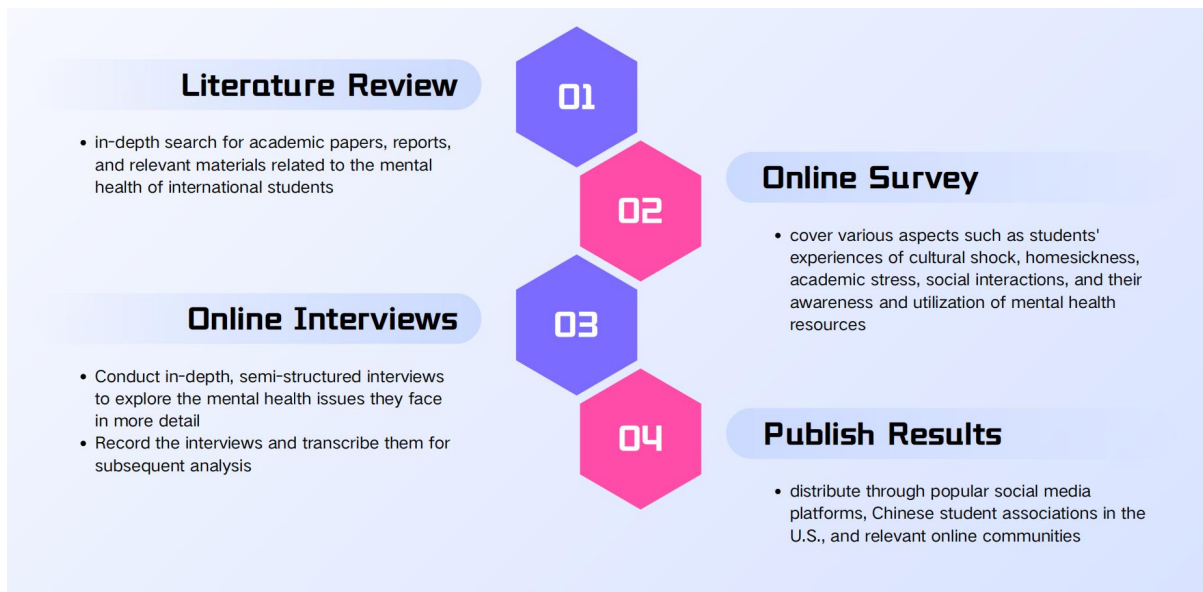 01
Literature Review
• in-depth search for academic papers, reports,
and relevant materials related to the mental
health of international students
02
Online Survey
• cover various aspects such as students'
experiences of cultural shock, homesickness,
academic stress, social interactions, and their
awareness and utilization of mental health
resources
03
Online Interviews
• Conduct in-depth, semi-structured interviews
to explore the mental health issues they face
in more detail
• Record the interviews and transcribe them for
subsequent analysis
04
Publish Results
• distribute through popular social media
platforms, Chinese student associations in the
U.S., and relevant online communities